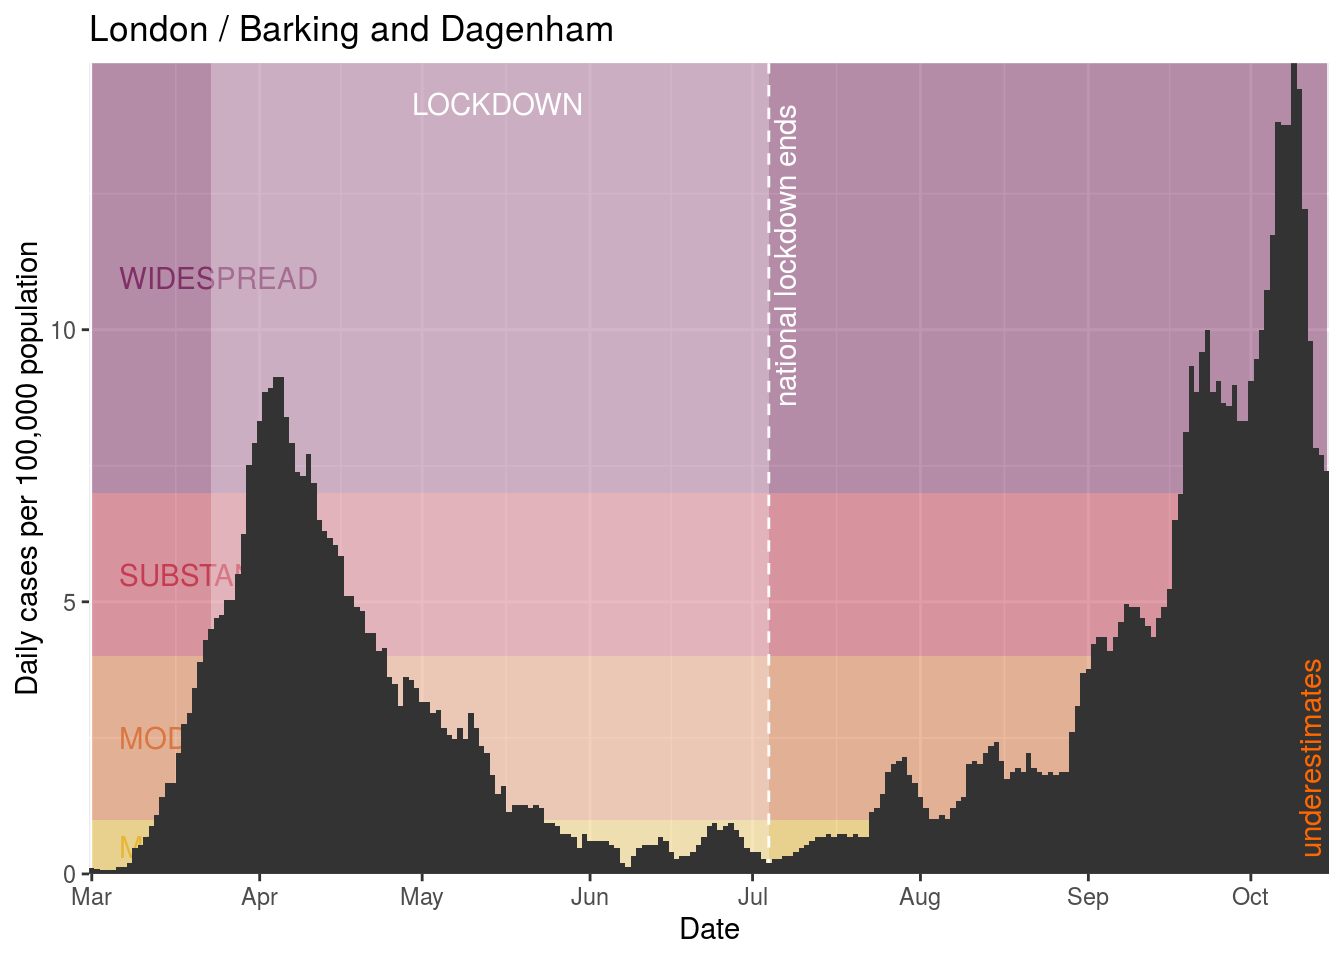 London / Barking and Dagenham
LOCKDOWN
national lockdown ends
WIDESPREAD
SUBSTAN
MOD
M
underestimates
Daily cases per 100,000 population
10
5
0
Mar Apr May Jun Jul Aug Sep Oct
Date